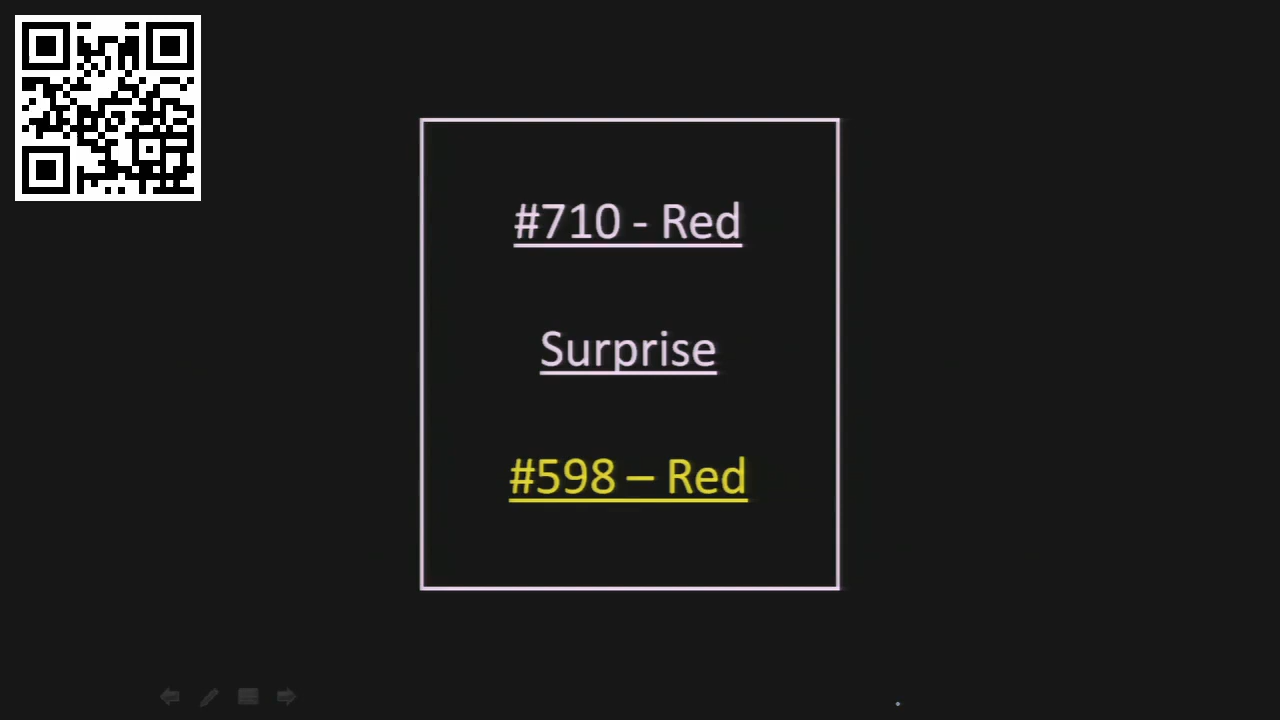 #710 - Red
Surprise
#598 – Red